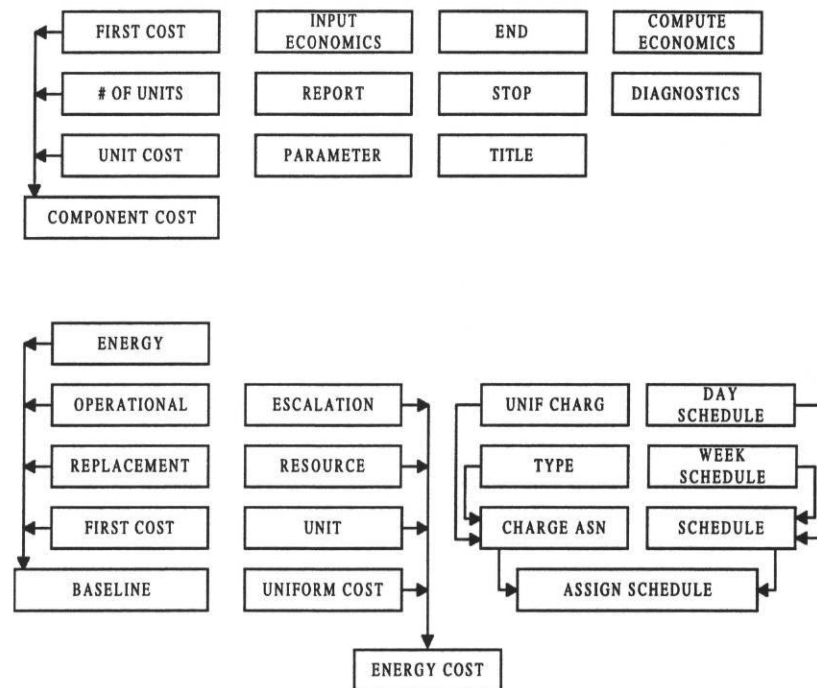 FIRST COST
INPUT
ECONOMICS
END
COMPUTE
ECONOMICS
# OF UNITS
REPORT
STOP
DIAGNOSTICS
UNIT COST
PARAMETER
TITLE
COMPONENT COST
ENERGY
OPERATIONAL
ESCALATION
UNIF CHARG
DAY
SCHEDULE
REPLACEMENT
RESOURCE
TYPE
WEEK
SCHEDULE
FIRST COST
UNIT
CHARGE ASN
SCHEDULE
BASELINE
UNIFORM COST
ASSIGN SCHEDULE
ENERGY COST